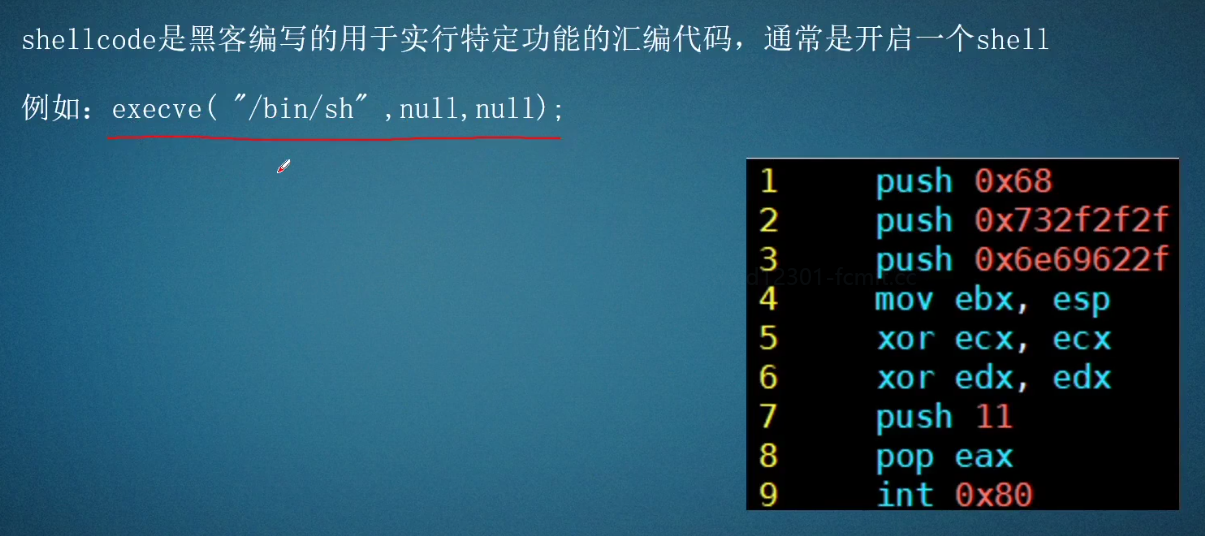 shellcode是黑客编写的用于实行特定功能的汇编代码，通常是开启一个shell
例如：execve( "/bin/sh" ,null,null);
1 push 0x68
2 push 0x732f2f2f
3 push 0x6e69622f
4 mov ebx, esp
5 xor ecx, ecx
6 xor edx, edx
7 push 11
8 pop eax
9 int 0x80